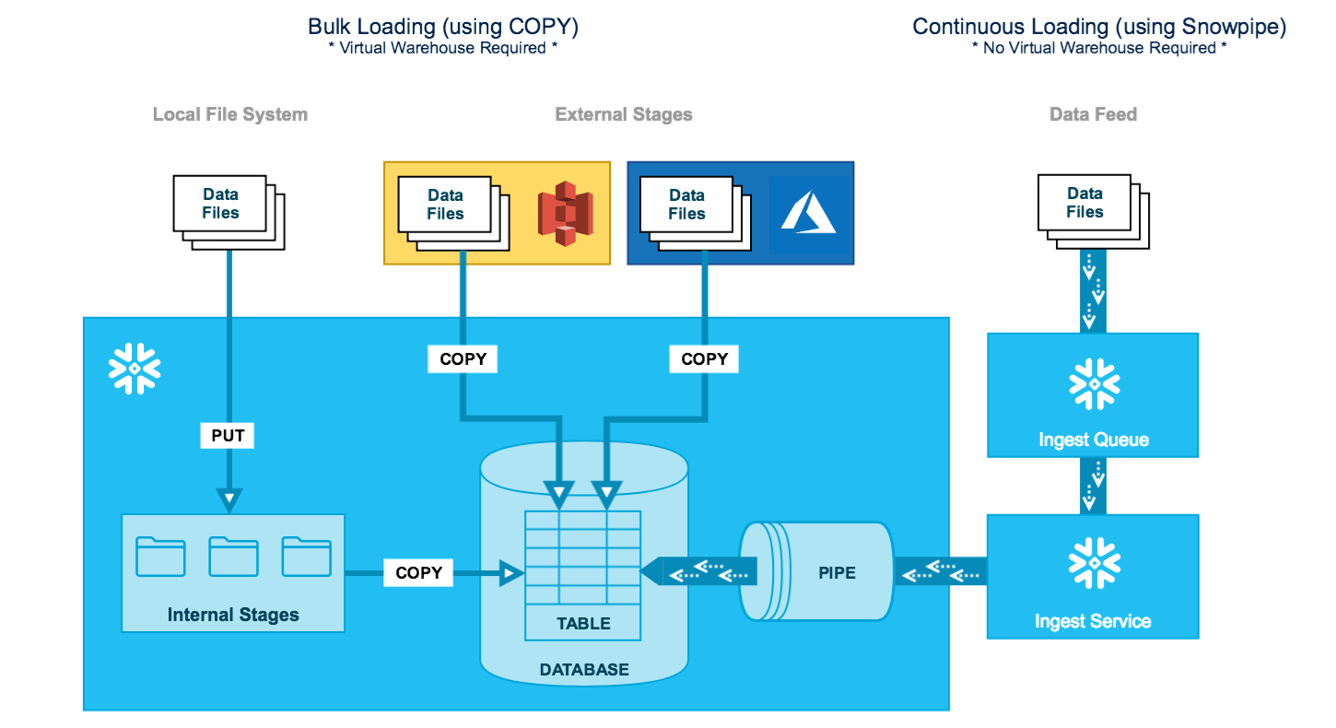 Bulk Loading (using COPY)
* Virtual Warehouse Required *
Continuous Loading (using Snowpipe)
* No Virtual Warehouse Required *
Local File System
External Stages
Data Feed
Data
Files
Data
Files
Data
Files
Data
Files
COPY
COPY
PUT
Ingest Queue
Internal Stages
COPY
TABLE
DATABASE
PIPE
Ingest Service